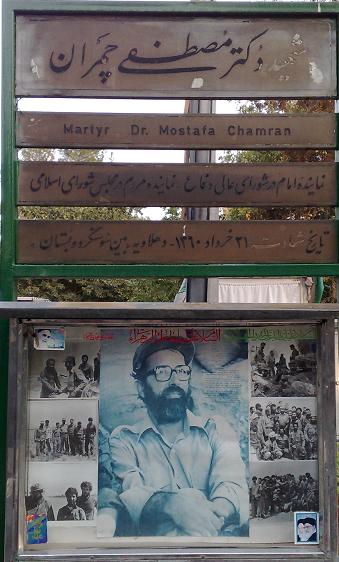 شهید دکتر مصطفی چمران
Martyr Dr. Mostafa Chamran
نماینده امام در شورای عالی دفاع . نماینده مردم در مجلس شورای اسلامی
تاریخ شهادت ۳۱ خرداد ۱۳۶۰ - دهلاویه بین سوسنگرد و بستان .